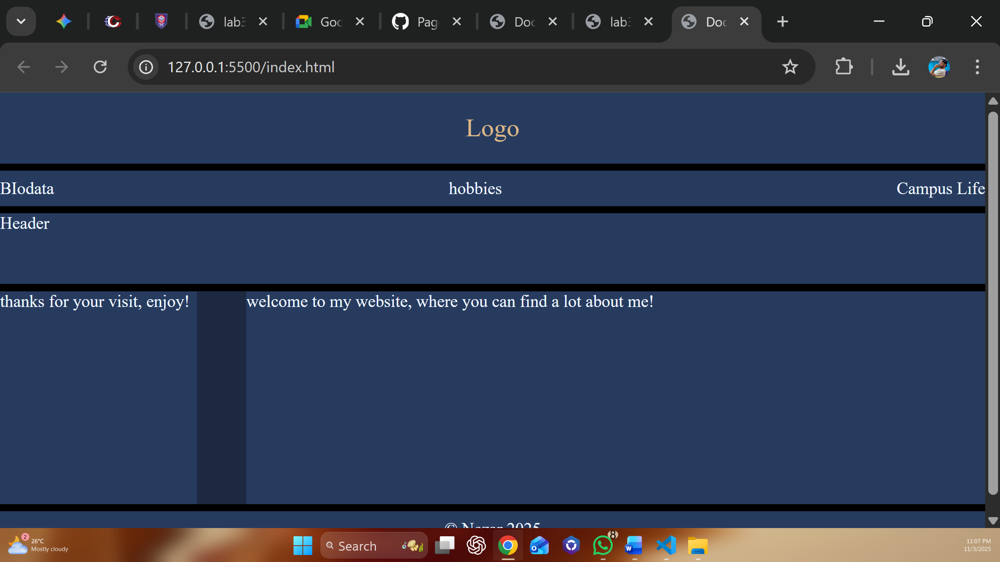 lab3
Goo
Pag
Doc
lab3
Doc
127.0.0.1:5500/index.html
Logo
BIodata
hobbies
Campus Life
Header
thanks for your visit, enjoy!
welcome to my website, where you can find a lot about me!
© Nezar 2025
2
26°C
Mostly cloudy
Search
8
11:07 PM
11/3/2025